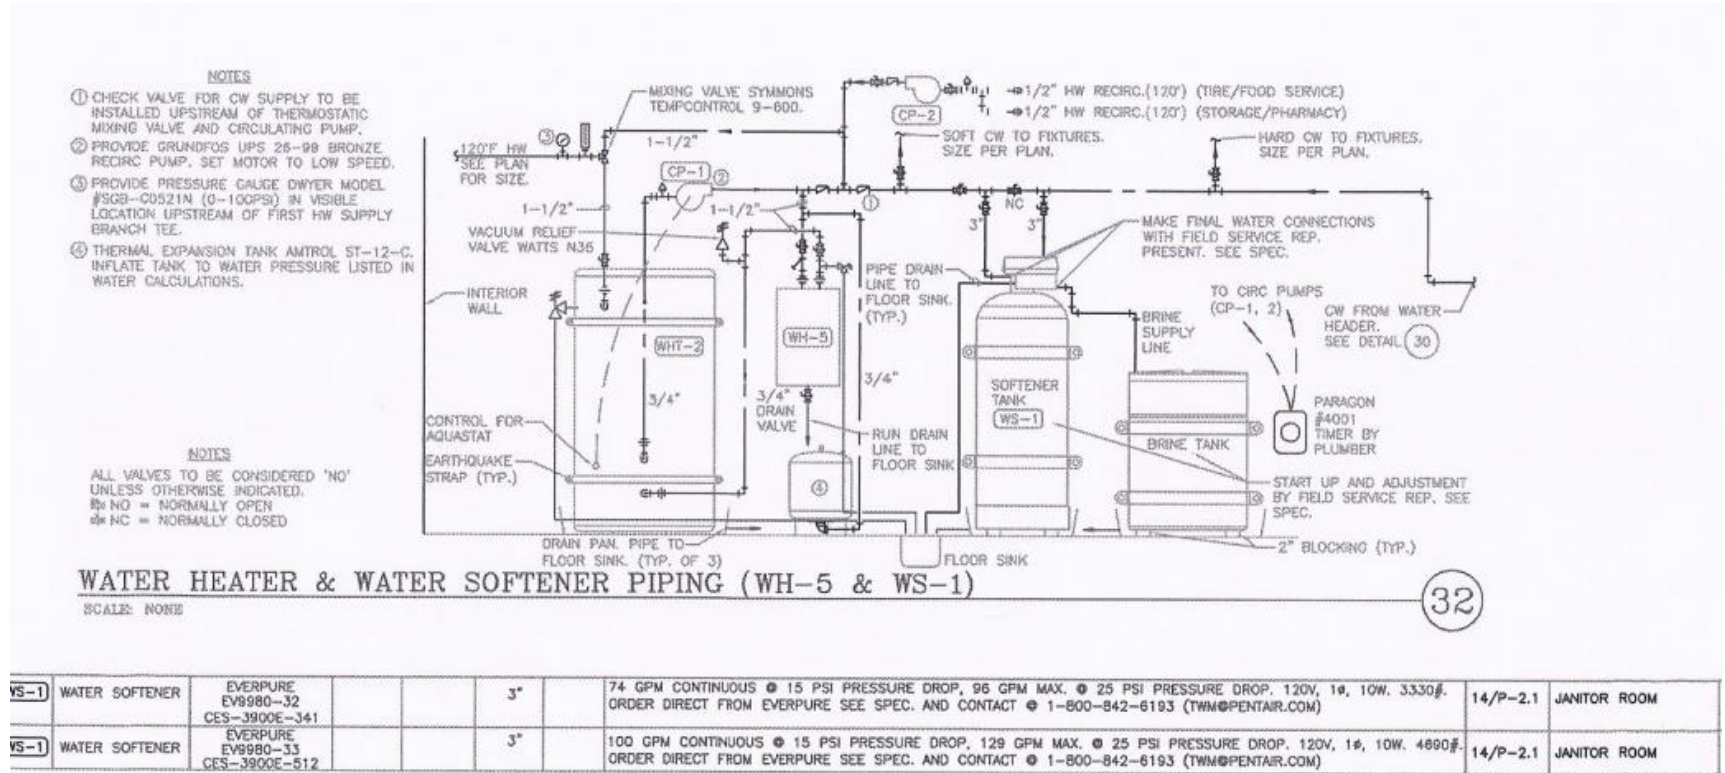 NOTES
① CHECK VALVE FOR CW SUPPLY TO BE
INSTALLED UPSTREAM OF THERMOSTATIC
MIXING VALVE AND CIRCULATING PUMP.
② PROVIDE GRUNDFOS UPS 26-99 BRONZE
RECIRC PUMP. SET MOTOR TO LOW SPEED.
③ PROVIDE PRESSURE GAUGE DWYER MODEL
#SGB-C0521N (0-100PSI) IN VISIBLE
LOCATION UPSTREAM OF FIRST HW SUPPLY
BRANCH TEE.
④ THERMAL EXPANSION TANK AMTROL ST-12-C.
INFLATE TANK TO WATER PRESSURE LISTED IN
WATER CALCULATIONS.
NOTES
ALL VALVES TO BE CONSIDERED 'NO'
UNLESS OTHERWISE INDICATED.
NO = NORMALLY OPEN
NC = NORMALLY CLOSED
MIXING VALVE SYMMONS
TEMPCONTROL 9-600.
③
120°F HW
SEE PLAN
FOR SIZE.
1-1/2"
CP-1
②
1-1/2"
1-1/2"
VACUUM RELIEF
VALVE WATTS N36
INTERIOR
WALL
WHT-2
3/4"
CONTROL FOR
AQUASTAT
EARTHQUAKE
STRAP (TYP.)
DRAIN PAN. PIPE TO
FLOOR SINK. (TYP. OF 3)
WH-5
3/4"
DRAIN
VALVE
④
3/4"
RUN DRAIN
LINE TO
FLOOR SINK
PIPE DRAIN
LINE TO
FLOOR SINK.
(TYP.)
CP-2
1/2" HW RECIRC.(120°) (TIRE/FOOD SERVICE)
1/2" HW RECIRC.(120°) (STORAGE/PHARMACY)
SOFT CW TO FIXTURES.
SIZE PER PLAN.
HARD CW TO FIXTURES.
SIZE PER PLAN.
①
NC
3"
3"
MAKE FINAL WATER CONNECTIONS
WITH FIELD SERVICE REP.
PRESENT. SEE SPEC.
BRINE
SUPPLY
LINE
TO CIRC PUMPS
(CP-1, 2)
CW FROM WATER
HEADER.
SEE DETAIL 30
SOFTENER
TANK
WS-1
BRINE TANK
PARAGON
#4001
TIMER BY
PLUMBER
START UP AND ADJUSTMENT
BY FIELD SERVICE REP. SEE
SPEC.
2" BLOCKING (TYP.)
FLOOR SINK
WATER HEATER & WATER SOFTENER PIPING (WH-5 & WS-1)
32
SCALE: NONE
WS-1 WATER SOFTENER EVERPURE
EV9980-32
CES-3900E-341
3"
74 GPM CONTINUOUS @ 15 PSI PRESSURE DROP, 96 GPM MAX. @ 25 PSI PRESSURE DROP. 120V, 1ø, 10W. 3330#.
ORDER DIRECT FROM EVERPURE SEE SPEC. AND CONTACT @ 1-800-842-6193 (TWM@PENTAIR.COM)
14/P-2.1 JANITOR ROOM
WS-1 WATER SOFTENER EVERPURE
EV9980-33
CES-3900E-512
3"
100 GPM CONTINUOUS @ 15 PSI PRESSURE DROP, 129 GPM MAX. @ 25 PSI PRESSURE DROP. 120V, 1ø, 10W. 4690#.
ORDER DIRECT FROM EVERPURE SEE SPEC. AND CONTACT @ 1-800-842-6193 (TWM@PENTAIR.COM)
14/P-2.1 JANITOR ROOM